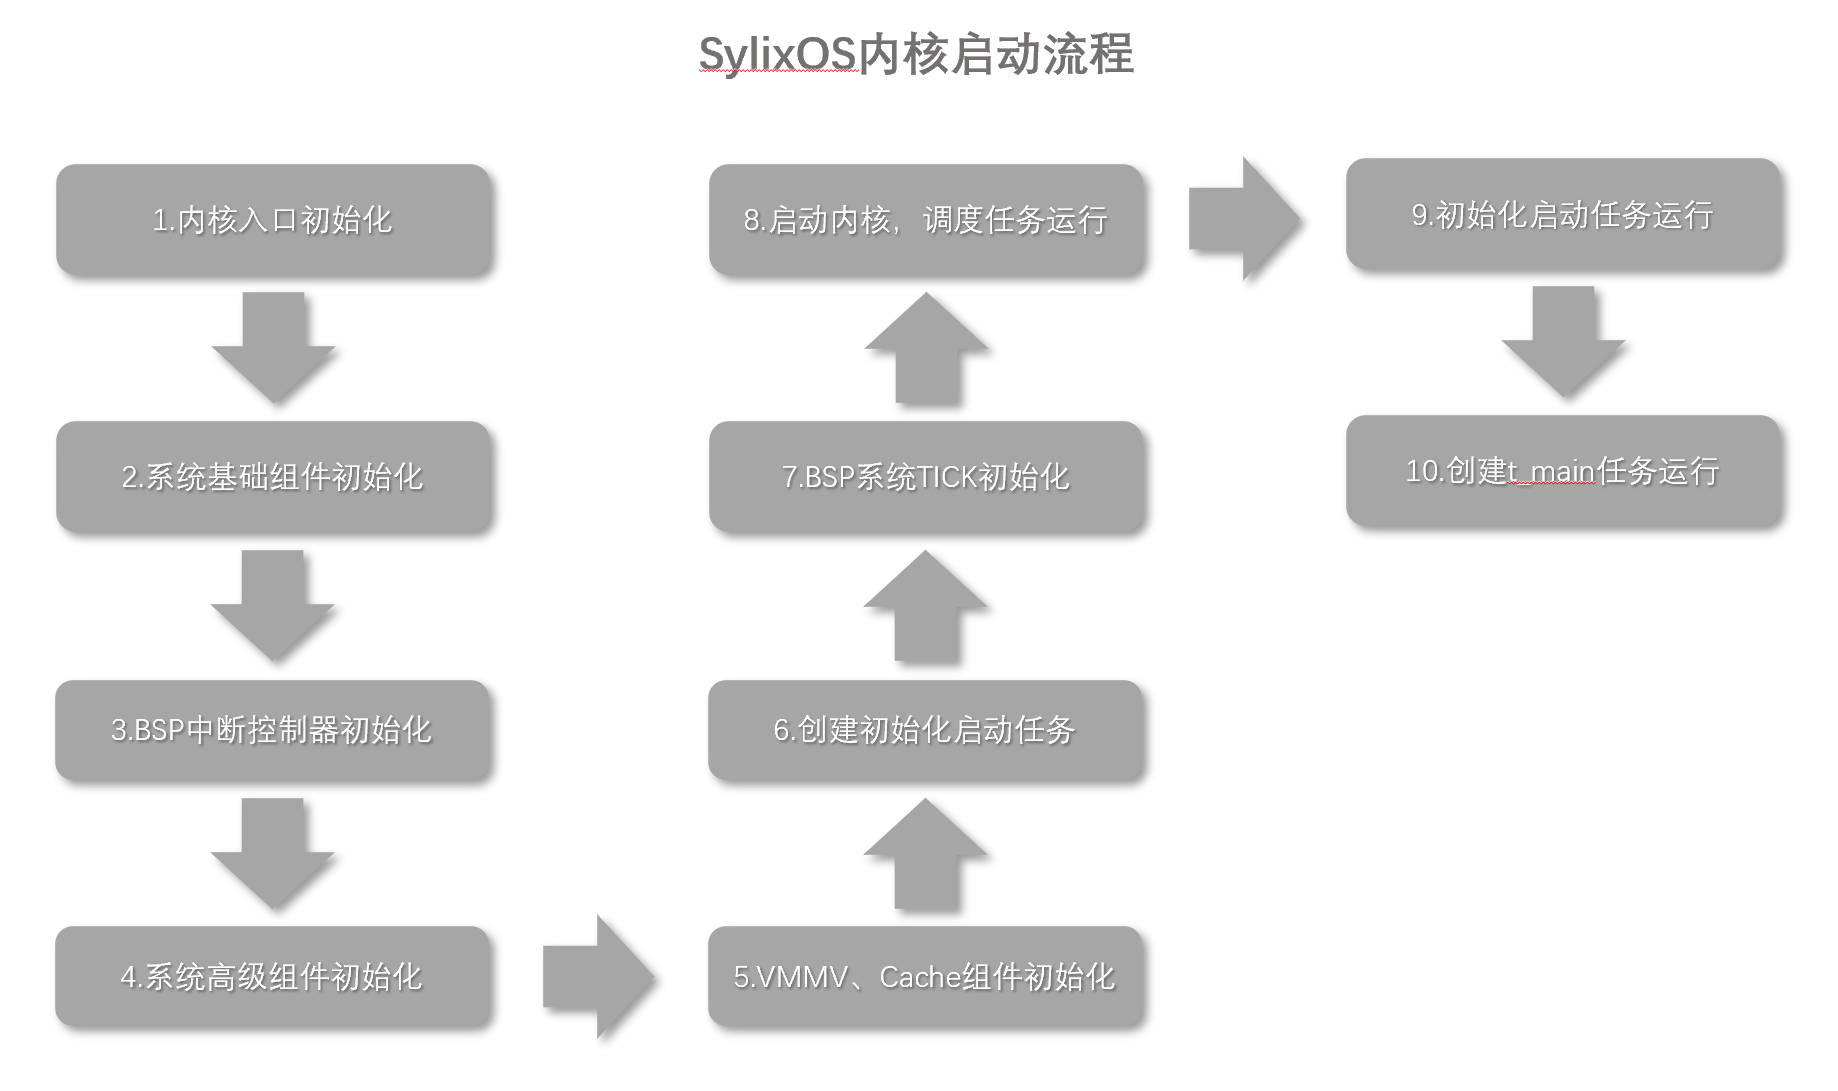 SylixOS内核启动流程
1.内核入口初始化
2.系统基础组件初始化
3.BSP中断控制器初始化
4.系统高级组件初始化
5.VMMV、Cache组件初始化
6.创建初始化启动任务
7.BSP系统TICK初始化
8.启动内核，调度任务运行
9.初始化启动任务运行
10.创建t_main任务运行